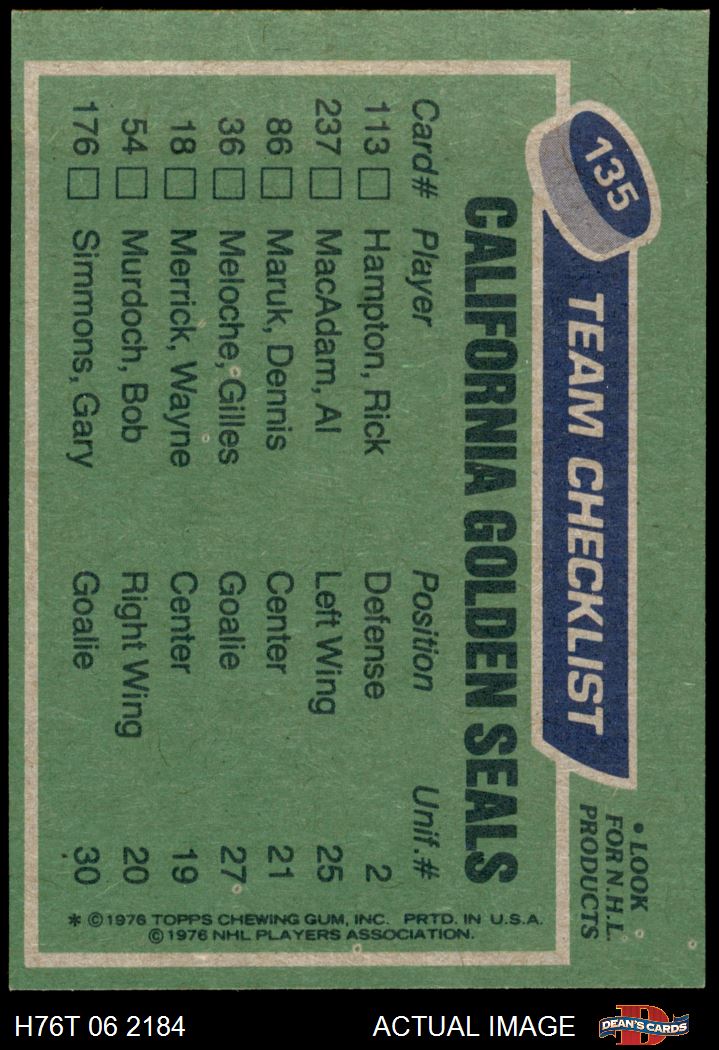 135
TEAM CHECKLIST
• LOOK
FOR N.H.L.
PRODUCTS
CALIFORNIA GOLDEN SEALS
Card# Player Position Unif.#
113 Hampton, Rick Defense 2
237 MacAdam, Al Left Wing 25
86 Maruk, Dennis Center 21
36 Meloche, Gilles Goalie 27
18 Merrick, Wayne Center 19
54 Murdoch, Bob Right Wing 20
176 Simmons, Gary Goalie 30
* ©1976 TOPPS CHEWING GUM, INC. PRTD. IN U.S.A.
©1976 NHL PLAYERS ASSOCIATION.
H76T 06 2184 ACTUAL IMAGE
D
DEAN'S CARDS